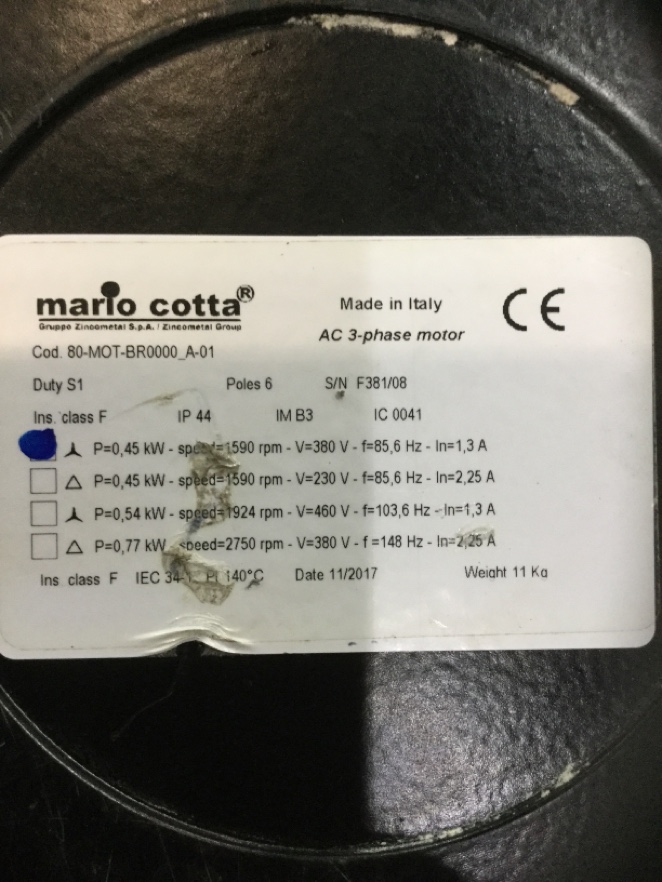 mario cotta®
Gruppo Zincometal S.p.A. / Zincometal Group
Made in Italy
CE
AC 3-phase motor
Cod. 80-MOT-BR0000_A-01
Duty S1 Poles 6 S/N F381/08
Ins. class F IP 44 IM B3 IC 0041
P=0,45 kW - speed=1590 rpm - V=380 V - f=85,6 Hz - In=1,3 A
△ P=0,45 kW - speed=1590 rpm - V=230 V - f=85,6 Hz - In=2,25 A
P=0,54 kW - speed=1924 rpm - V=460 V - f=103,6 Hz - In=1,3 A
△ P=0,77 kW - speed=2750 rpm - V=380 V - f =148 Hz - In=2,25 A
Ins class F IEC 140°C Date 11/2017 Weight 11 Kg